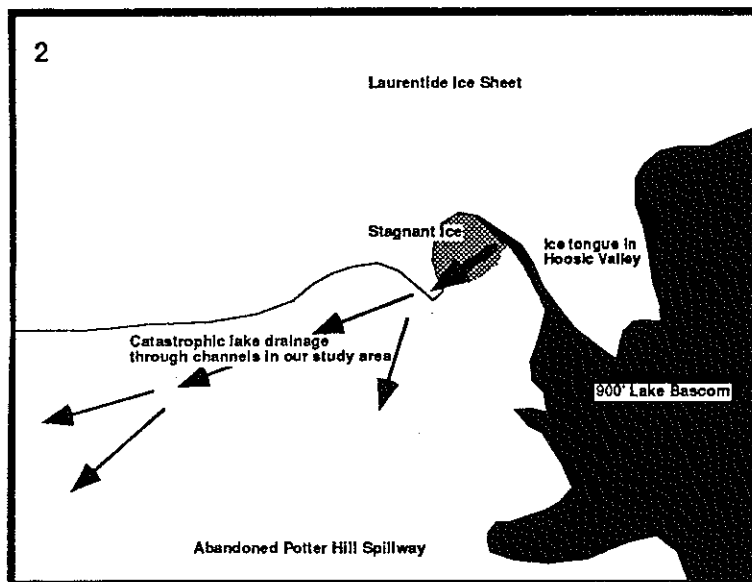 2
Laurentide Ice Sheet
Stagnant Ice
Ice tongue in
Hoosic Valley
Catastrophic lake drainage
through channels in our study area
900' Lake Bascom
Abandoned Potter Hill Spillway